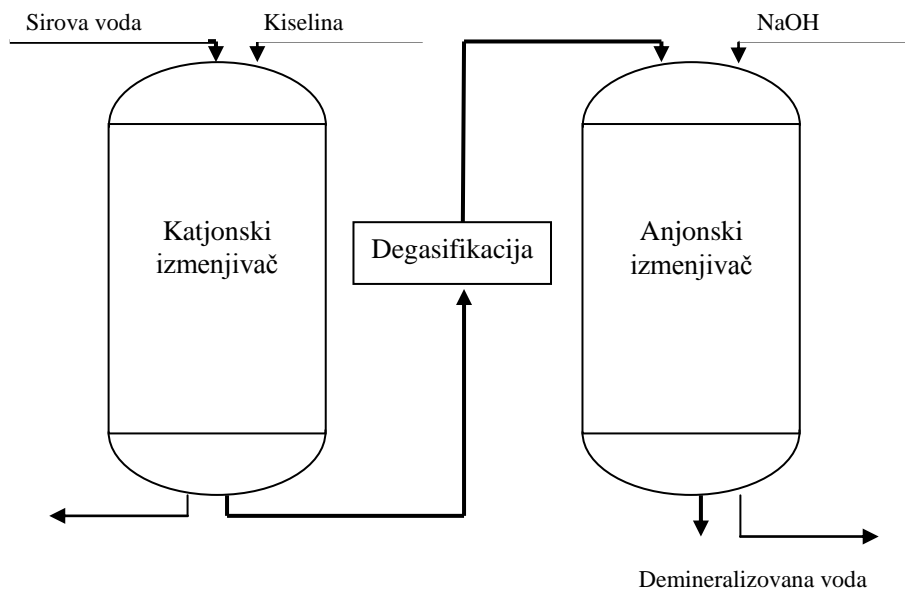 Sirova voda
Kiselina
NaOH
Katjonski
izmenjivač
Degasifikacija
Anjonski
izmenjivač
Demineralizovana voda